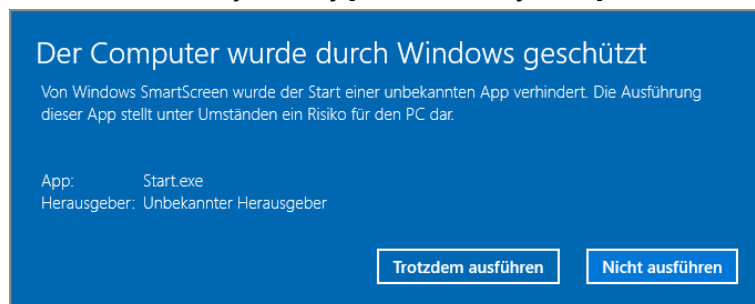 Der Computer wurde durch Windows geschützt
Von Windows SmartScreen wurde der Start einer unbekannten App verhindert. Die Ausführung
dieser App stellt unter Umständen ein Risiko für den PC dar.
App: Start.exe
Herausgeber: Unbekannter Herausgeber
Trotzdem ausführen Nicht ausführen